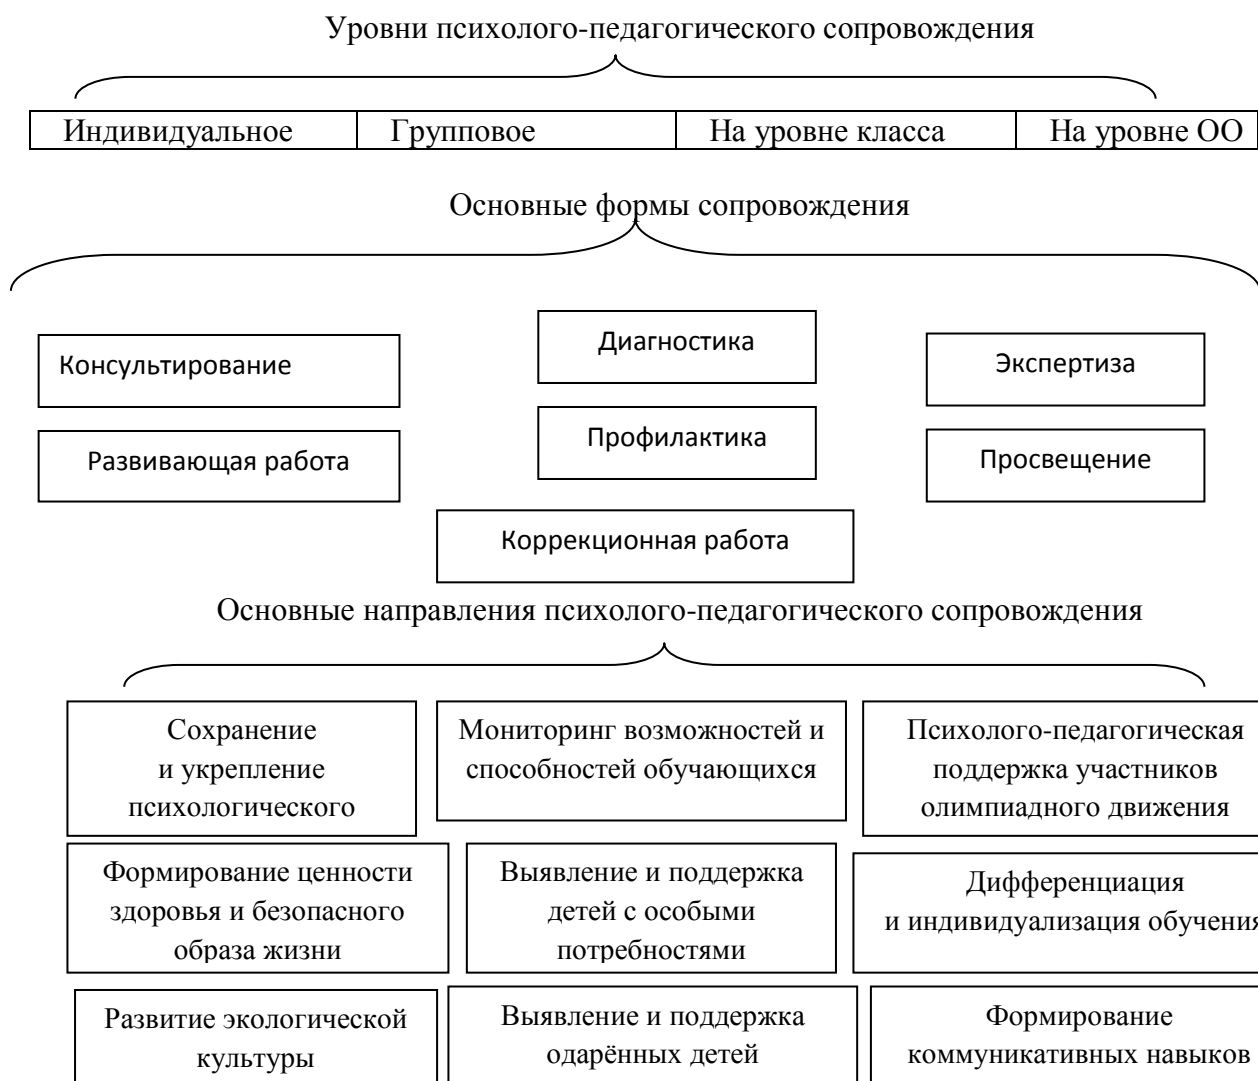 Уровни психолого-педагогического сопровождения
Индивидуальное Групповое На уровне класса На уровне ОО
Основные формы сопровождения
Консультирование
Диагностика
Экспертиза
Развивающая работа
Профилактика
Просвещение
Коррекционная работа
Основные направления психолого-педагогического сопровождения
Сохранение
и укрепление
психологического
Мониторинг возможностей и
способностей обучающихся
Психолого-педагогическая
поддержка участников
олимпиадного движения
Формирование ценности
здоровья и безопасного
образа жизни
Выявление и поддержка
детей с особыми
потребностями
Дифференциация
и индивидуализация обучения
Развитие экологической
культуры
Выявление и поддержка
одарённых детей
Формирование
коммуникативных навыков